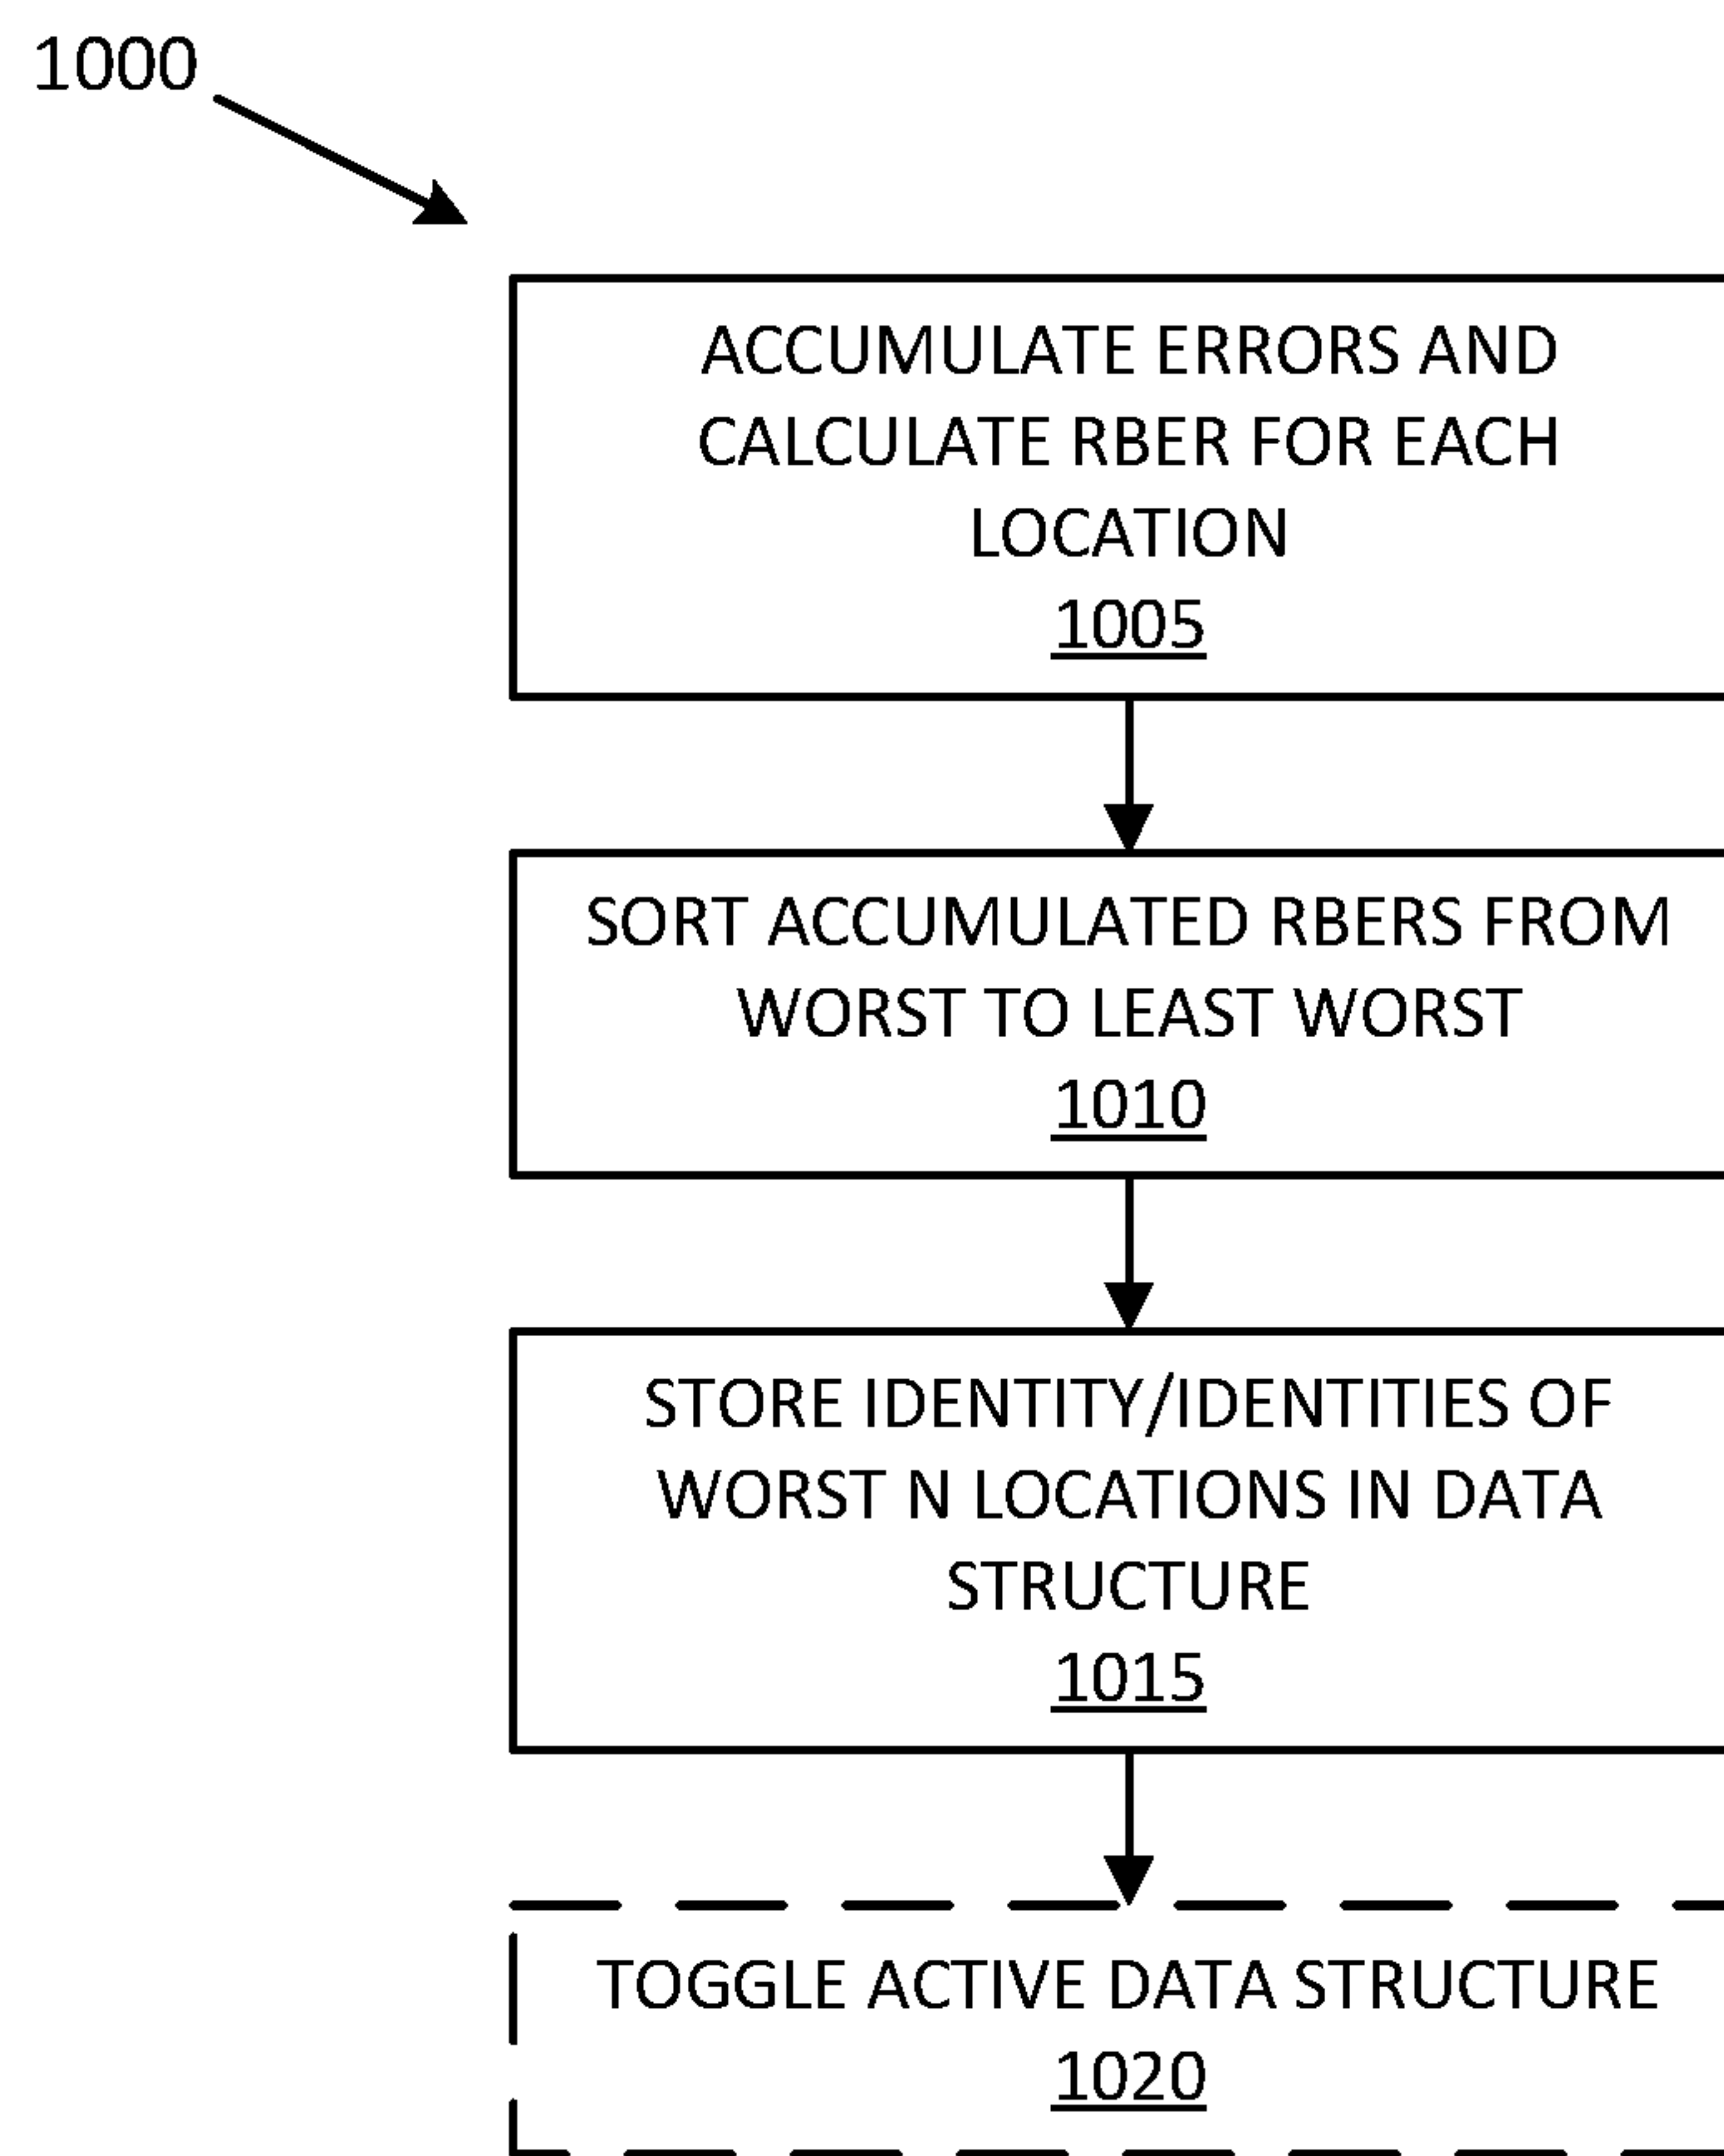 1000
ACCUMULATE ERRORS AND
CALCULATE RBER FOR EACH
LOCATION
1005
SORT ACCUMULATED RBERS FROM
WORST TO LEAST WORST
1010
STORE IDENTITY/IDENTITIES OF
WORST N LOCATIONS IN DATA
STRUCTURE
1015
TOGGLE ACTIVE DATA STRUCTURE
1020